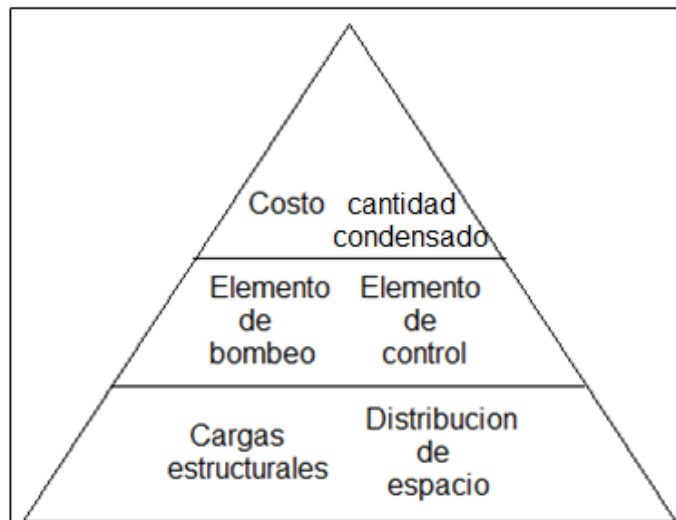 Costo cantidad
condensado
Elemento
de
bombeo
Elemento
de
control
Cargas
estructurales
Distribucion
de
espacio